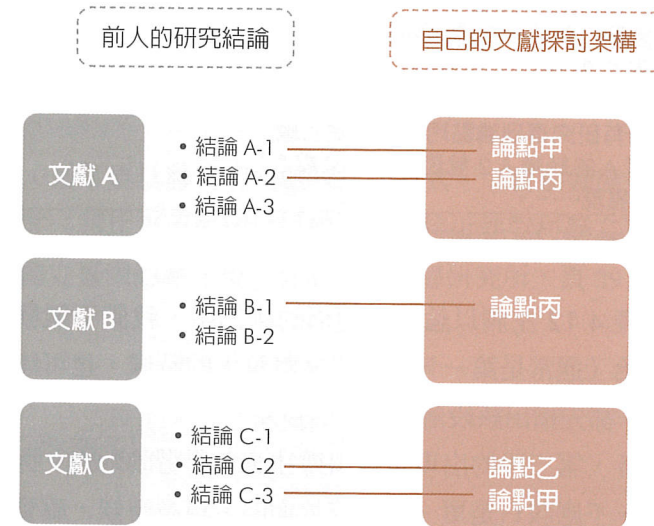 前人的研究結論
自己的文獻探討架構
文獻 A
• 結論 A-1
• 結論 A-2
• 結論 A-3
論點甲
論點丙
文獻 B
• 結論 B-1
• 結論 B-2
論點丙
文獻 C
• 結論 C-1
• 結論 C-2
• 結論 C-3
論點乙
論點甲